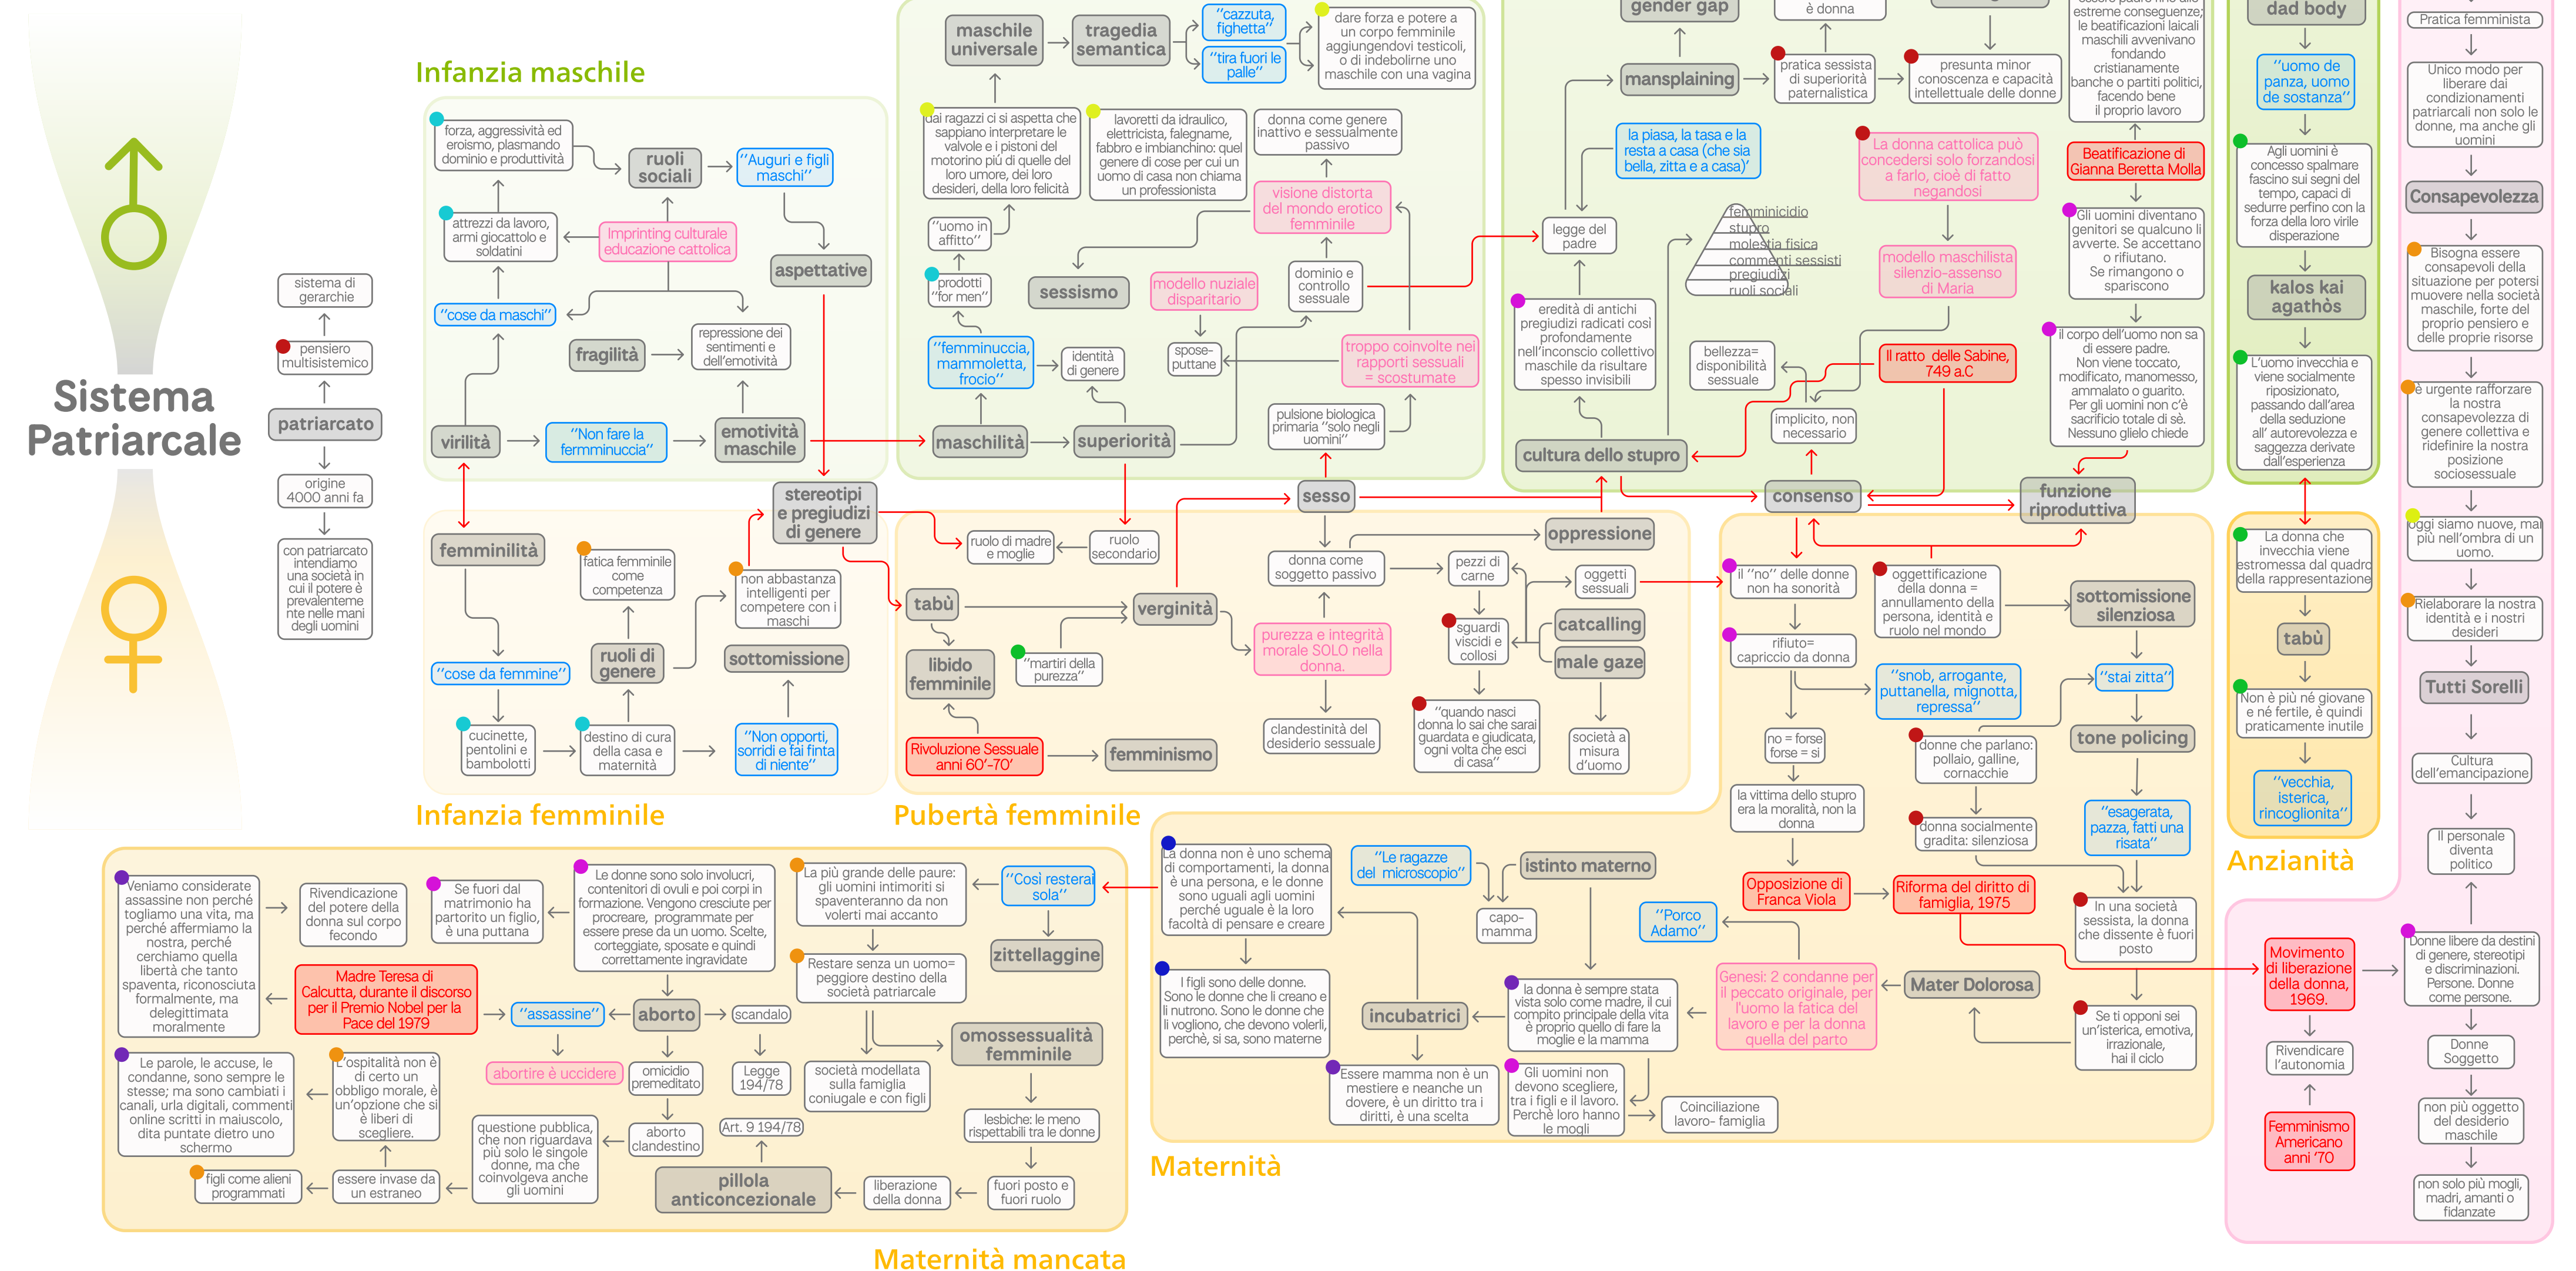 Sistema
Patriarcale
sistema di
gerarchie
pensiero
multisistemico
patriarcato
origine
4000 anni fa
con patriarcato
intendiamo
una società in
cui il potere è
prevalenteme
nte nelle mani
degli uomini
Infanzia maschile
forza, aggressività ed
eroismo, plasmando
dominio e produttività
ruoli
sociali
"Auguri e figli
maschi"
attrezzi da lavoro,
armi giocattolo e
soldatini
Imprinting culturale
educazione cattolica
aspettative
"cose da maschi"
fragilità
repressione dei
sentimenti e
dell'emotività
virilità
"Non fare la
fermminuccia"
emotività
maschile
stereotipi
e pregiudizi
di genere
femminilità
fatica femminile
come
competenza
non abbastanza
intelligenti per
competere con i
maschi
ruoli di
genere
sottomissione
"cose da femmine"
cucinette,
pentolini e
bambolotti
destino di cura
della casa e
maternità
"Non opporti,
sorridi e fai finta
di niente"
Infanzia femminile
maschile
universale
tragedia
semantica
"cazzuta,
fighetta"
"tira fuori le
palle"
dare forza e potere a
un corpo femminile
aggiungendovi testicoli,
o di indebolirne uno
maschile con una vagina
dai ragazzi ci si aspetta che
sappiano interpretare le
valvole e i pistoni del
motorino piú di quelle del
loro umore, dei loro
desideri, della loro felicità
lavoretti da idraulico,
elettricista, falegname,
fabbro e imbianchino: quel
genere di cose per cui un
uomo di casa non chiama
un professionista
donna come genere
inattivo e sessualmente
passivo
visione distorta
del mondo erotico
femminile
"uomo in
affitto"
prodotti
"for men"
sessismo
modello nuziale
disparitario
dominio e
controllo
sessuale
"femminuccia,
mammoletta,
frocio"
identità
di genere
spose-
puttane
troppo coinvolte nei
rapporti sessuali
= scostumate
maschilità
superiorità
pulsione biologica
primaria "solo negli
uomini"
sesso
ruolo di madre
e moglie
ruolo
secondario
donna come
soggetto passivo
oppressione
pezzi di
carne
oggetti
sessuali
tabù
verginità
catcalling
male gaze
sguardi
viscidi e
collosi
libido
femminile
"martiri della
purezza"
purezza e integrità
morale SOLO nella
donna.
clandestinità del
desiderio sessuale
"quando nasci
donna lo sai che sarai
guardata e giudicata,
ogni volta che esci
di casa"
società a
misura
d'uomo
Rivoluzione Sessuale
anni 60'-70'
femminismo
Pubertà femminile
gender gap
è donna
mansplaining
pratica sessista
di superiorità
paternalistica
presunta minor
conoscenza e capacità
intellettuale delle donne
estreme conseguenze;
le beatificazioni laicali
maschili avvenivano
fondando
cristianamente
banche o partiti politici,
facendo bene
il proprio lavoro
la piasa, la tasa e la
resta a casa (che sia
bella, zitta e a casa)'
La donna cattolica può
concedersi solo forzandosi
a farlo, cioè di fatto
negandosi
Beatificazione di
Gianna Beretta Molla
legge del
padre
femminicidio
stupro
molestia fisica
commenti sessisti
pregiudizi
ruoli sociali
modello maschilista
silenzio-assenso
di Maria
Gli uomini diventano
genitori se qualcuno li
avverte. Se accettano
o rifiutano.
Se rimangono o
spariscono
eredità di antichi
pregiudizi radicati così
profondamente
nell'inconscio collettivo
maschile da risultare
spesso invisibili
bellezza=
disponibilità
sessuale
Il ratto delle Sabine,
749 a.C
il corpo dell'uomo non sa
di essere padre.
Non viene toccato,
modificato, manomesso,
ammalato o guarito.
Per gli uomini non c'è
sacrificio totale di sè.
Nessuno glielo chiede
implicito, non
necessario
cultura dello stupro
consenso
funzione
riproduttiva
il "no" delle donne
non ha sonorità
oggettificazione
della donna =
annullamento della
persona, identità e
ruolo nel mondo
sottomissione
silenziosa
rifiuto=
capriccio da donna
"snob, arrogante,
puttanella, mignotta,
repressa"
"stai zitta"
no = forse
forse = si
donne che parlano:
pollaio, galline,
cornacchie
tone policing
la vittima dello stupro
era la moralità, non la
donna
donna socialmente
gradita: silenziosa
"esagerata,
pazza, fatti una
risata"
Opposizione di
Franca Viola
Riforma del diritto di
famiglia, 1975
In una società
sessista, la donna
che dissente è fuori
posto
La donna non è uno schema
di comportamenti, la donna
è una persona, e le donne
sono uguali agli uomini
perché uguale è la loro
facoltà di pensare e creare
"Le ragazze
del microscopio"
istinto materno
capo-
mamma
"Porco
Adamo"
I figli sono delle donne.
Sono le donne che li creano e
li nutrono. Sono le donne che
li vogliono, che devono volerli,
perchè, si sa, sono materne
incubatrici
la donna è sempre stata
vista solo come madre, il cui
compito principale della vita
è proprio quello di fare la
moglie e la mamma
Genesi: 2 condanne per
il peccato originale, per
l'uomo la fatica del
lavoro e per la donna
quella del parto
Mater Dolorosa
Se ti opponi sei
un'isterica, emotiva,
irrazionale,
hai il ciclo
Essere mamma non è un
mestiere e neanche un
dovere, è un diritto tra i
diritti, è una scelta
Gli uomini non
devono scegliere,
tra i figli e il lavoro.
Perchè loro hanno
le mogli
Coinciliazione
lavoro- famiglia
Maternità
Veniamo considerate
assassine non perché
togliamo una vita, ma
perché affermiamo la
nostra, perché
cerchiamo quella
libertà che tanto
spaventa, riconosciuta
formalmente, ma
delegittimata
moralmente
Rivendicazione
del potere della
donna sul corpo
fecondo
Se fuori dal
matrimonio ha
partorito un figlio,
è una puttana
Le donne sono solo involucri,
contenitori di ovuli e poi corpi in
formazione. Vengono cresciute per
procreare, programmate per
essere prese da un uomo. Scelte,
corteggiate, sposate e quindi
correttamente ingravidate
La più grande delle paure:
gli uomini intimoriti si
spaventeranno da non
volerti mai accanto
"Così resterai
sola"
zittellaggine
Restare senza un uomo=
peggiore destino della
società patriarcale
Madre Teresa di
Calcutta, durante il discorso
per il Premio Nobel per la
Pace del 1979
"assassine"
aborto
scandalo
omossessualità
femminile
Le parole, le accuse, le
condanne, sono sempre le
stesse; ma sono cambiati i
canali, urla digitali, commenti
online scritti in maiuscolo,
dita puntate dietro uno
schermo
L'ospitalità non è
di certo un
obbligo morale, è
un'opzione che si
è liberi di
scegliere.
abortire è uccidere
omicidio
premeditato
Legge
194/78
società modellata
sulla famiglia
coniugale e con figli
questione pubblica,
che non riguardava
più solo le singole
donne, ma che
coinvolgeva anche
gli uomini
aborto
clandestino
Art. 9 194/78
lesbiche: le meno
rispettabili tra le donne
figli come alieni
programmati
essere invase da
un estraneo
pillola
anticoncezionale
liberazione
della donna
fuori posto e
fuori ruolo
Maternità mancata
dad body
"uomo de
panza, uomo
de sostanza"
Agli uomini è
concesso spalmare
fascino sui segni del
tempo, capaci di
sedurre perfino con la
forza della loro virile
disperazione
kalos kai
agathòs
L'uomo invecchia e
viene socialmente
riposizionato,
passando dall'area
della seduzione
all' autorevolezza e
saggezza derivate
dall'esperienza
La donna che
invecchia viene
estromessa dal quadro
della rappresentazione
tabù
Non è più né giovane
e né fertile, è quindi
praticamente inutile
"vecchia,
isterica,
rincoglionita"
Anzianità
Pratica femminista
Unico modo per
liberare dai
condizionamenti
patriarcali non solo le
donne, ma anche gli
uomini
Consapevolezza
Bisogna essere
consapevoli della
situazione per potersi
muovere nella società
maschile, forte del
proprio pensiero e
delle proprie risorse
è urgente rafforzare
la nostra
consapevolezza di
genere collettiva e
ridefinire la nostra
posizione
sociosessuale
oggi siamo nuove, mai
più nell'ombra di un
uomo.
Rielaborare la nostra
identità e i nostri
desideri
Tutti Sorelli
Cultura
dell'emancipazione
Il personale
diventa
politico
Movimento
di liberazione
della donna,
1969.
Donne libere da destini
di genere, stereotipi
e discriminazioni.
Persone. Donne
come persone.
Rivendicare
l'autonomia
Donne
Soggetto
Femminismo
Americano
anni '70
non più oggetto
del desiderio
maschile
non solo più mogli,
madri, amanti o
fidanzate